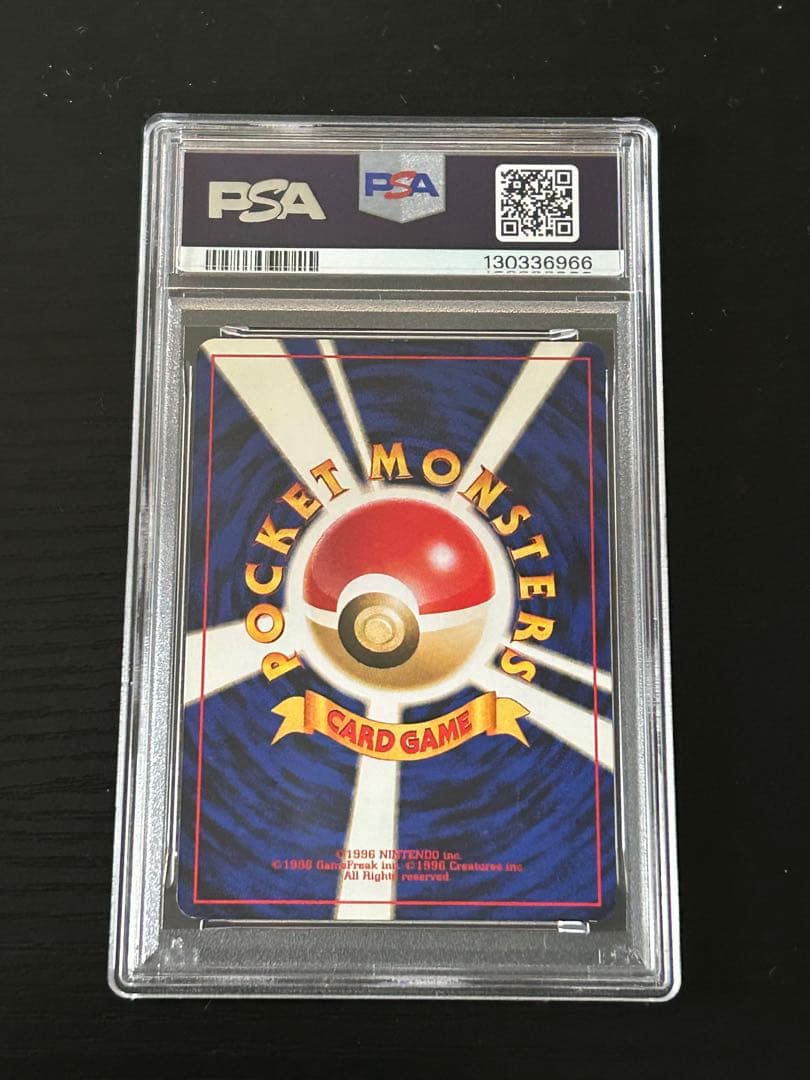 PSA
PSA
130336966
POCKET MONSTERS
CARD GAME
©1996 NINTENDO inc.
©1996 GameFreak inc. ©1996 Creatures inc.
All Rights reserved.